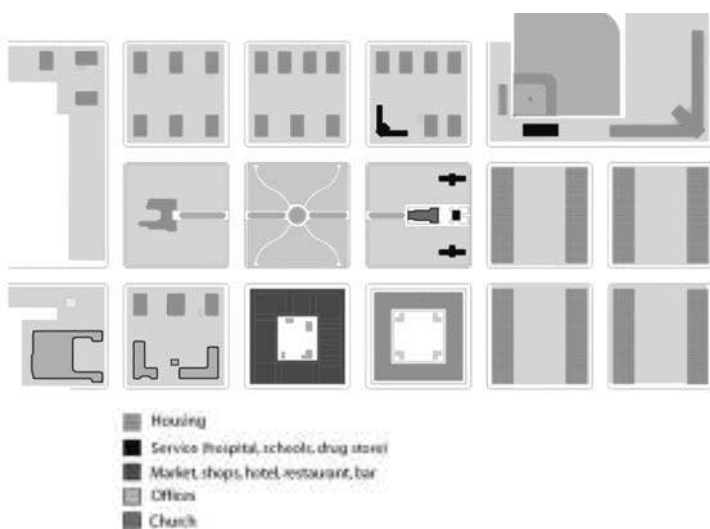 Housing
Service (hospital, schools, drug store)
Market, shops, hotel, restaurant, bar
Offices
Church